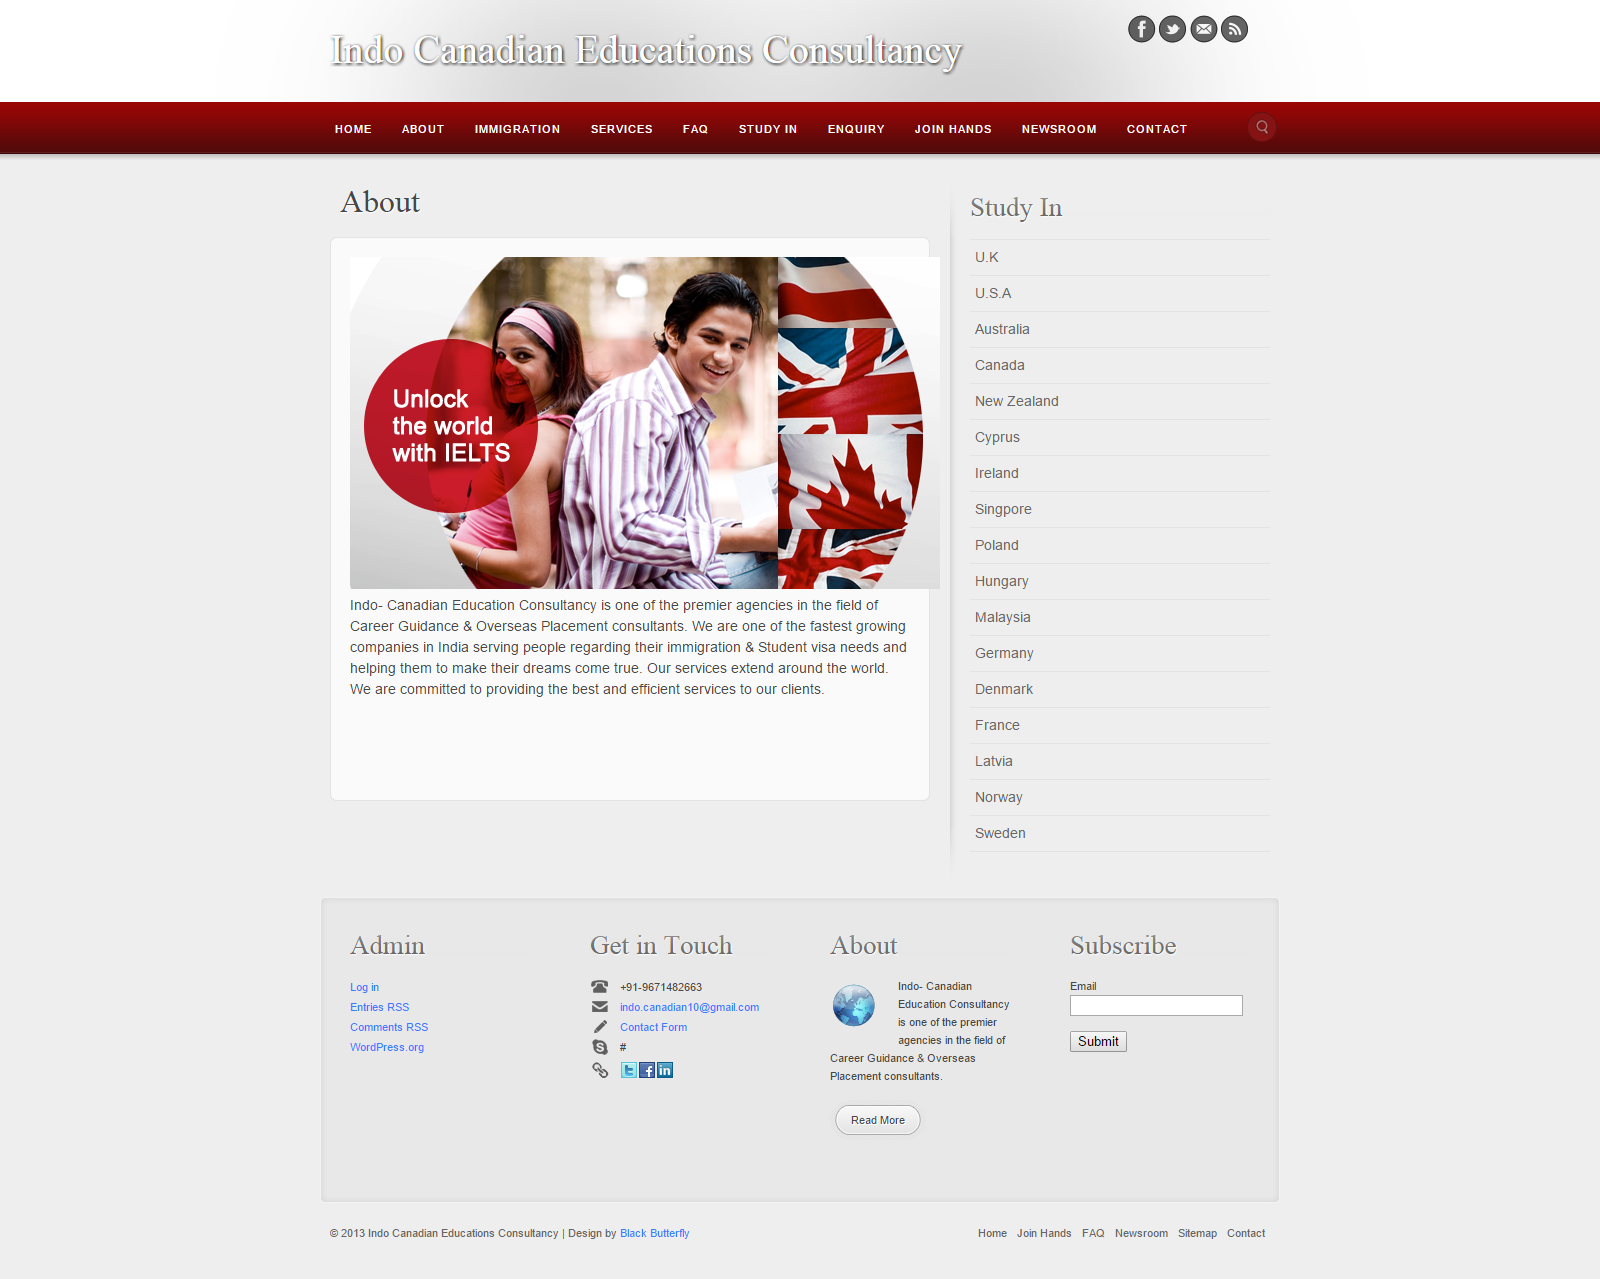 Indo Canadian Educations Consultancy
HOME ABOUT IMMIGRATION SERVICES FAQ STUDY IN ENQUIRY JOIN HANDS NEWSROOM CONTACT
About
Unlock
the world
with IELTS
Indo- Canadian Education Consultancy is one of the premier agencies in the field of
Career Guidance & Overseas Placement consultants. We are one of the fastest growing
companies in India serving people regarding their immigration & Student visa needs and
helping them to make their dreams come true. Our services extend around the world.
We are committed to providing the best and efficient services to our clients.
Study In
U.K
U.S.A
Australia
Canada
New Zealand
Cyprus
Ireland
Singpore
Poland
Hungary
Malaysia
Germany
Denmark
France
Latvia
Norway
Sweden
Admin
Log in
Entries RSS
Comments RSS
WordPress.org
Get in Touch
+91-9671482663
indo.canadian10@gmail.com
Contact Form
#
About
Indo- Canadian
Education Consultancy
is one of the premier
agencies in the field of
Career Guidance & Overseas
Placement consultants.
Read More
Subscribe
Email
Submit
© 2013 Indo Canadian Educations Consultancy | Design by Black Butterfly
Home Join Hands FAQ Newsroom Sitemap Contact